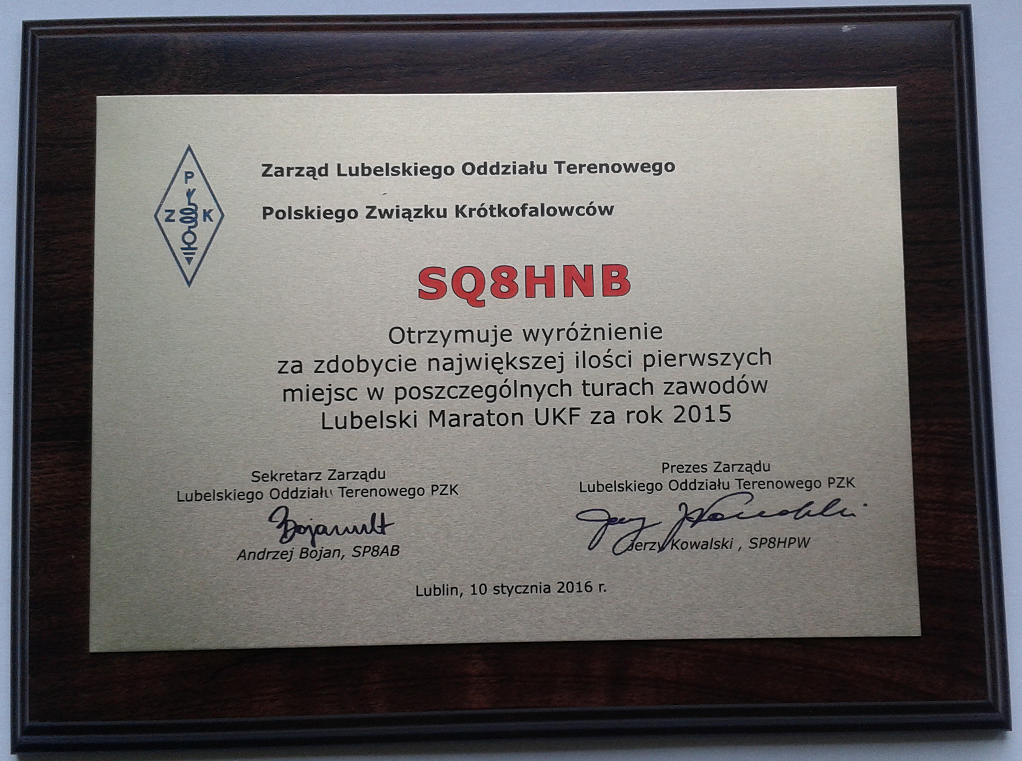 P
Z K
Zarząd Lubelskiego Oddziału Terenowego
Polskiego Związku Krótkofalowców
SQ8HNB
Otrzymuje wyróżnienie
za zdobycie największej ilości pierwszych
miejsc w poszczególnych turach zawodów
Lubelski Maraton UKF za rok 2015
Sekretarz Zarządu
Lubelskiego Oddziału Terenowego PZK
Andrzej Bojan, SP8AB
Prezes Zarządu
Lubelskiego Oddziału Terenowego PZK
Jerzy Kowalski , SP8HPW
Lublin, 10 stycznia 2016 r.